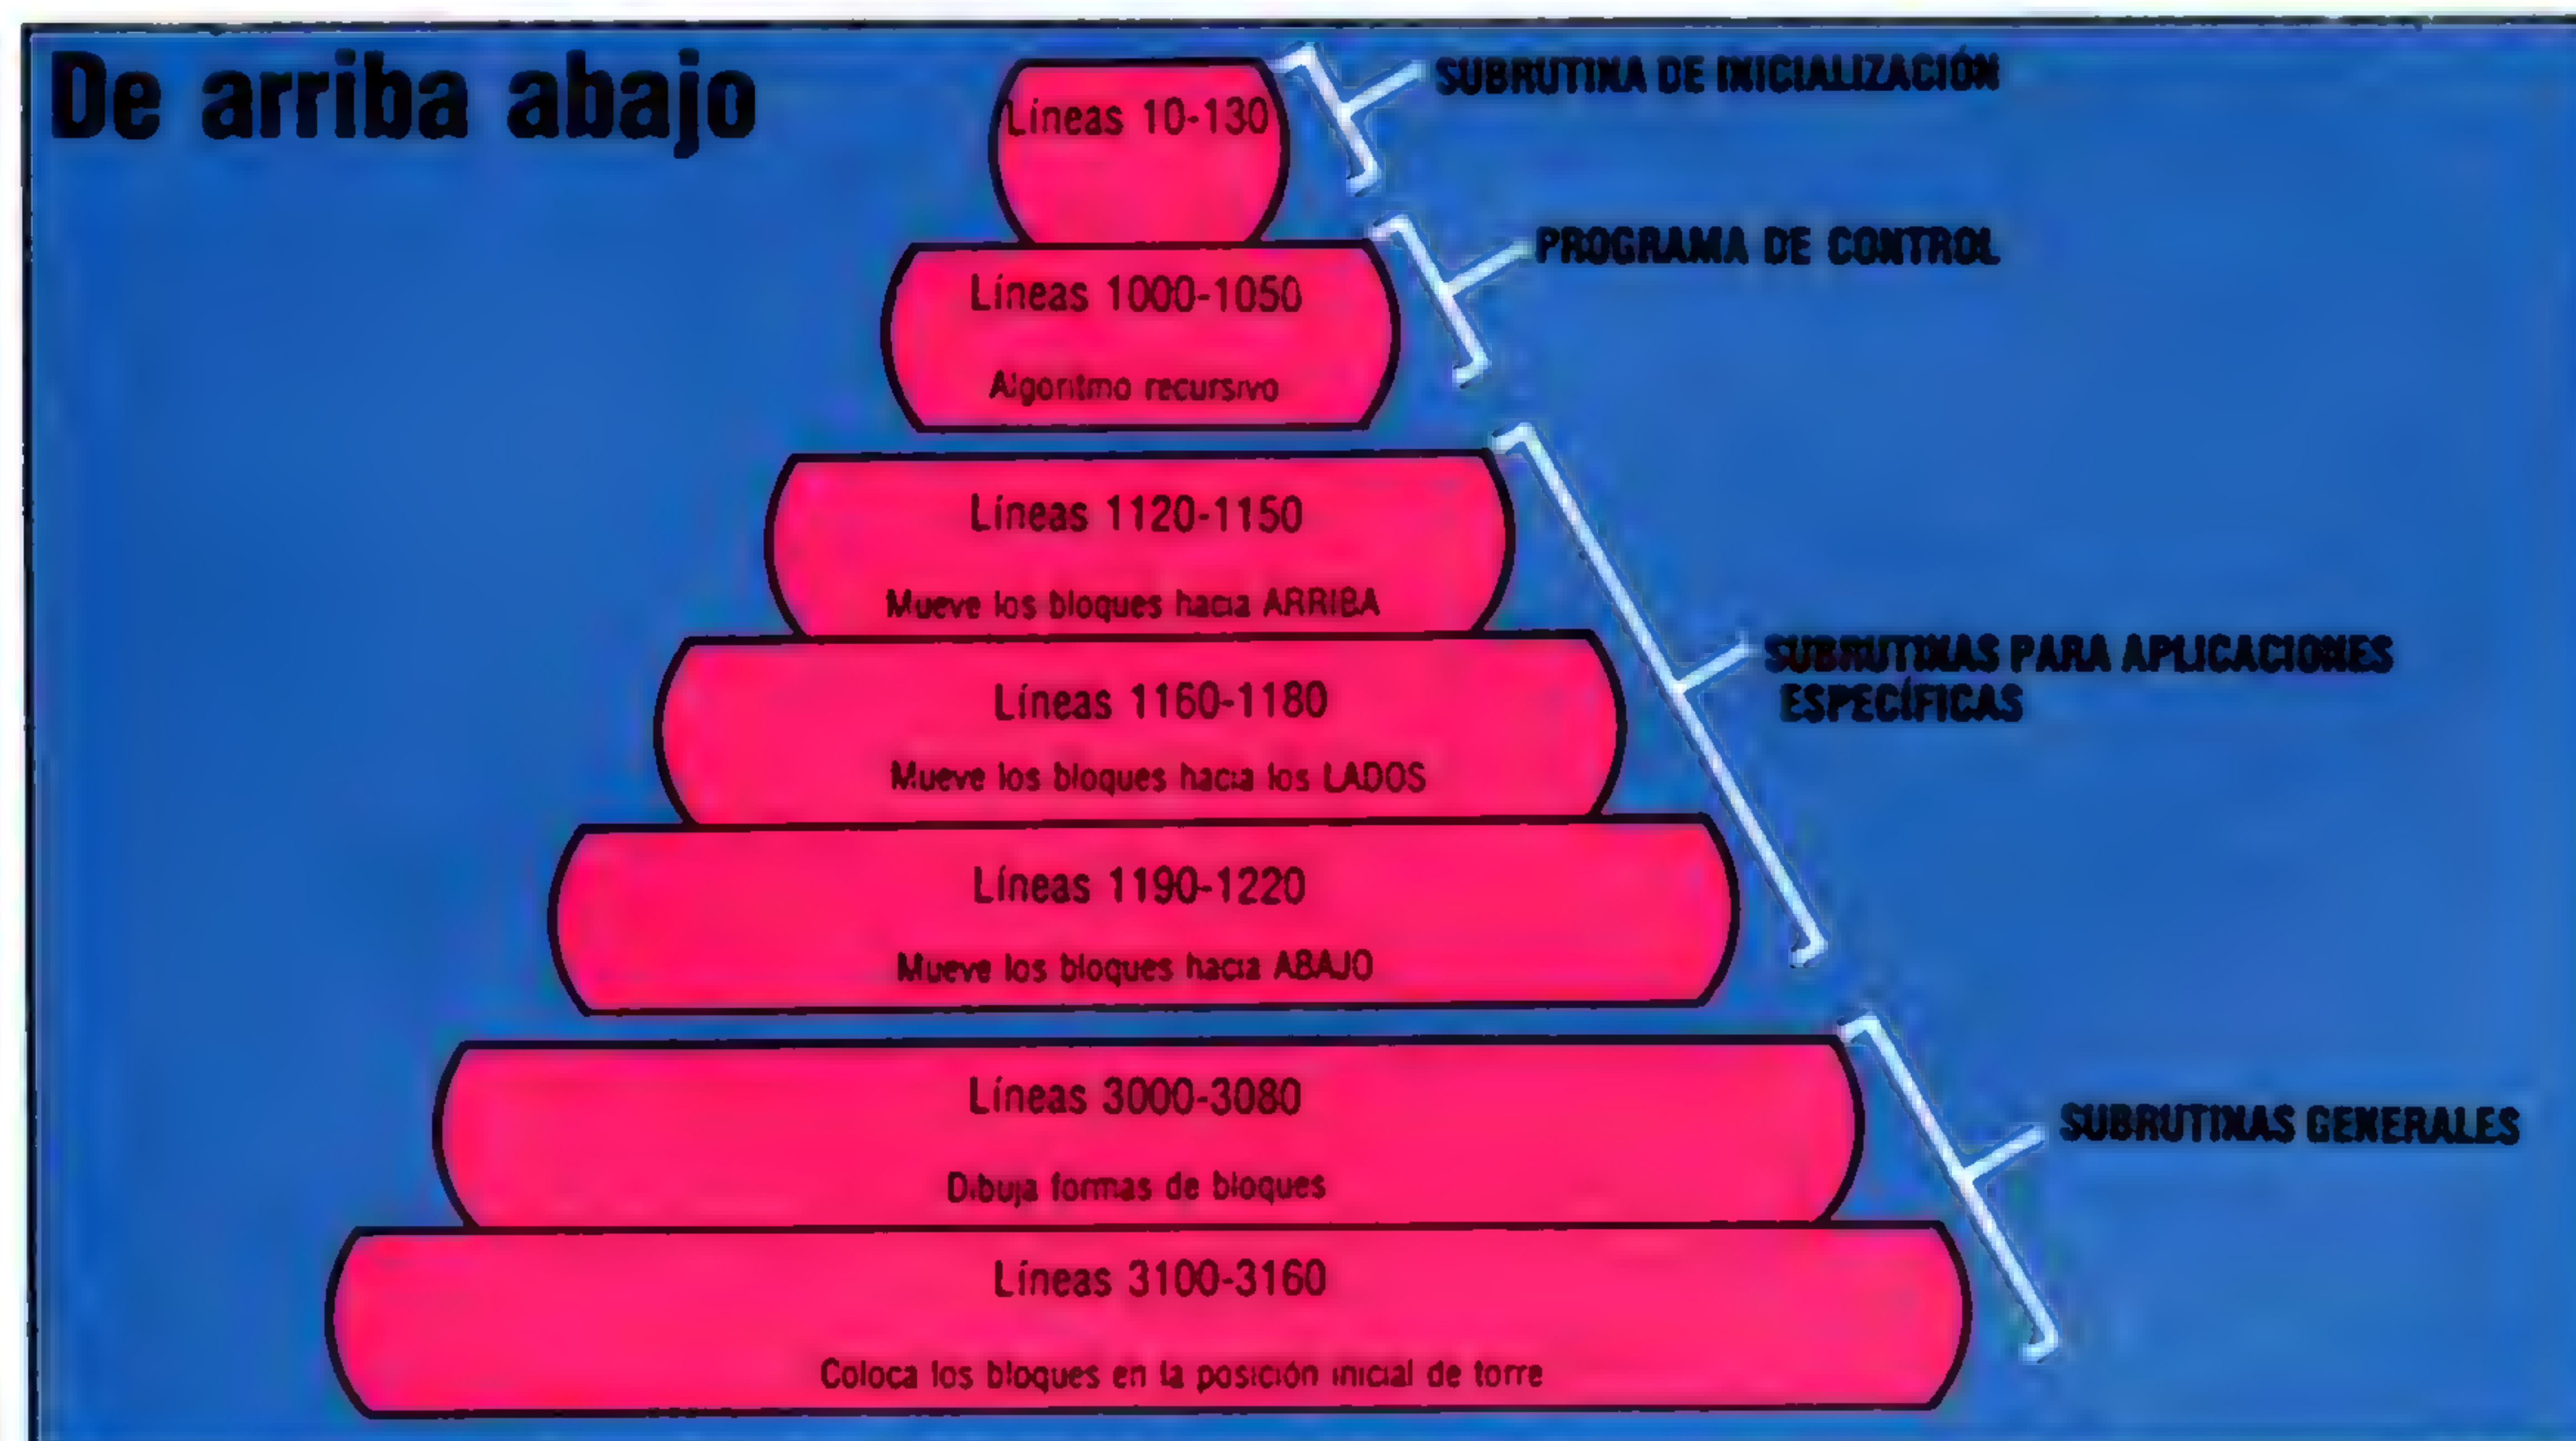 De arriba abajo
Líneas 10-130
SUBRUTINA DE INICIALIZACIÓN
Líneas 1000-1050
Algoritmo recursivo
PROGRAMA DE CONTROL
Líneas 1120-1150
Mueve los bloques hacia ARRIBA
Líneas 1160-1180
Mueve los bloques hacia los LADOS
Líneas 1190-1220
Mueve los bloques hacia ABAJO
SUBRUTINAS PARA APLICACIONES
ESPECÍFICAS
Líneas 3000-3080
Dibuja formas de bloques
Líneas 3100-3160
Coloca los bloques en la posición inicial de torre
SUBRUTINAS GENERALES